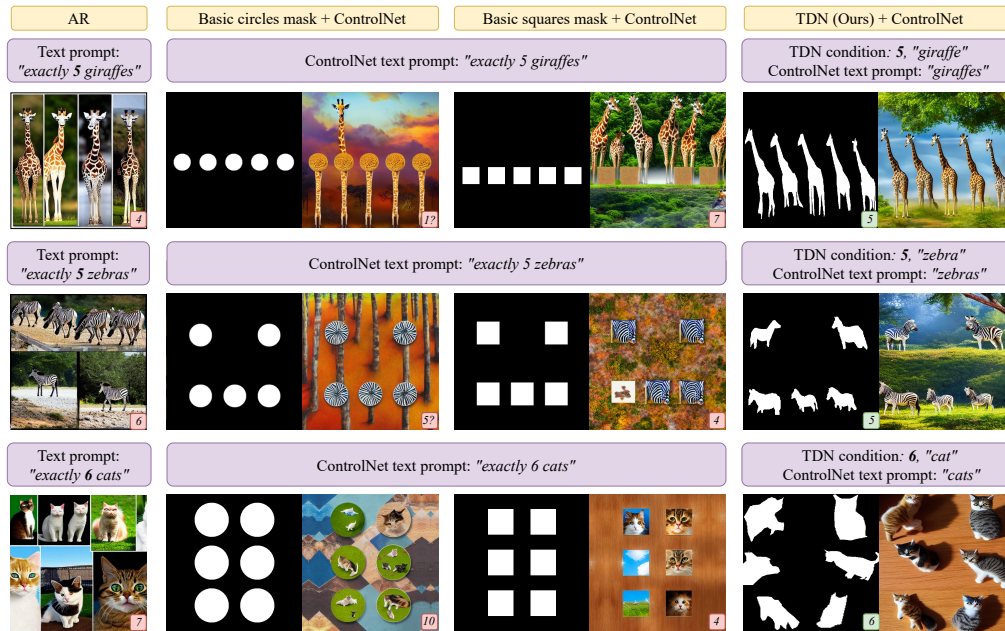 AR
Basic circles mask + ControlNet
Basic squares mask + ControlNet
TDN (Ours) + ControlNet
Text prompt:
"exactly 5 giraffes"
ControlNet text prompt: "exactly 5 giraffes"
TDN condition: 5, "giraffe"
ControlNet text prompt: "giraffes"
4
1?
7
5
Text prompt:
"exactly 5 zebras"
ControlNet text prompt: "exactly 5 zebras"
TDN condition: 5, "zebra"
ControlNet text prompt: "zebras"
6
5?
4
5
Text prompt:
"exactly 6 cats"
ControlNet text prompt: "exactly 6 cats"
TDN condition: 6, "cat"
ControlNet text prompt: "cats"
7
10
4
6